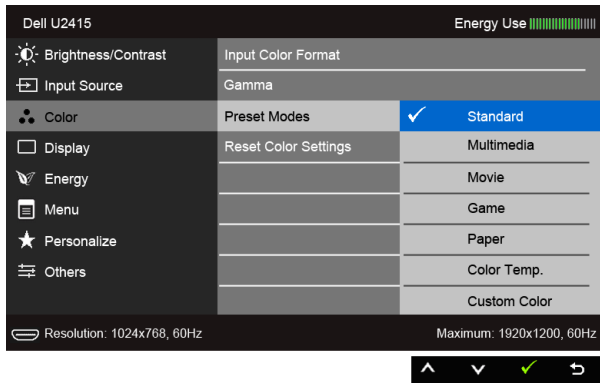 Dell U2415 Energy Use
Brightness/Contrast Input Color Format
Input Source Gamma
Color Preset Modes Standard
Display Reset Color Settings Multimedia
Energy Movie
Menu Game
Personalize Paper
Others Color Temp.
Custom Color
Resolution: 1024x768, 60Hz Maximum: 1920x1200, 60Hz